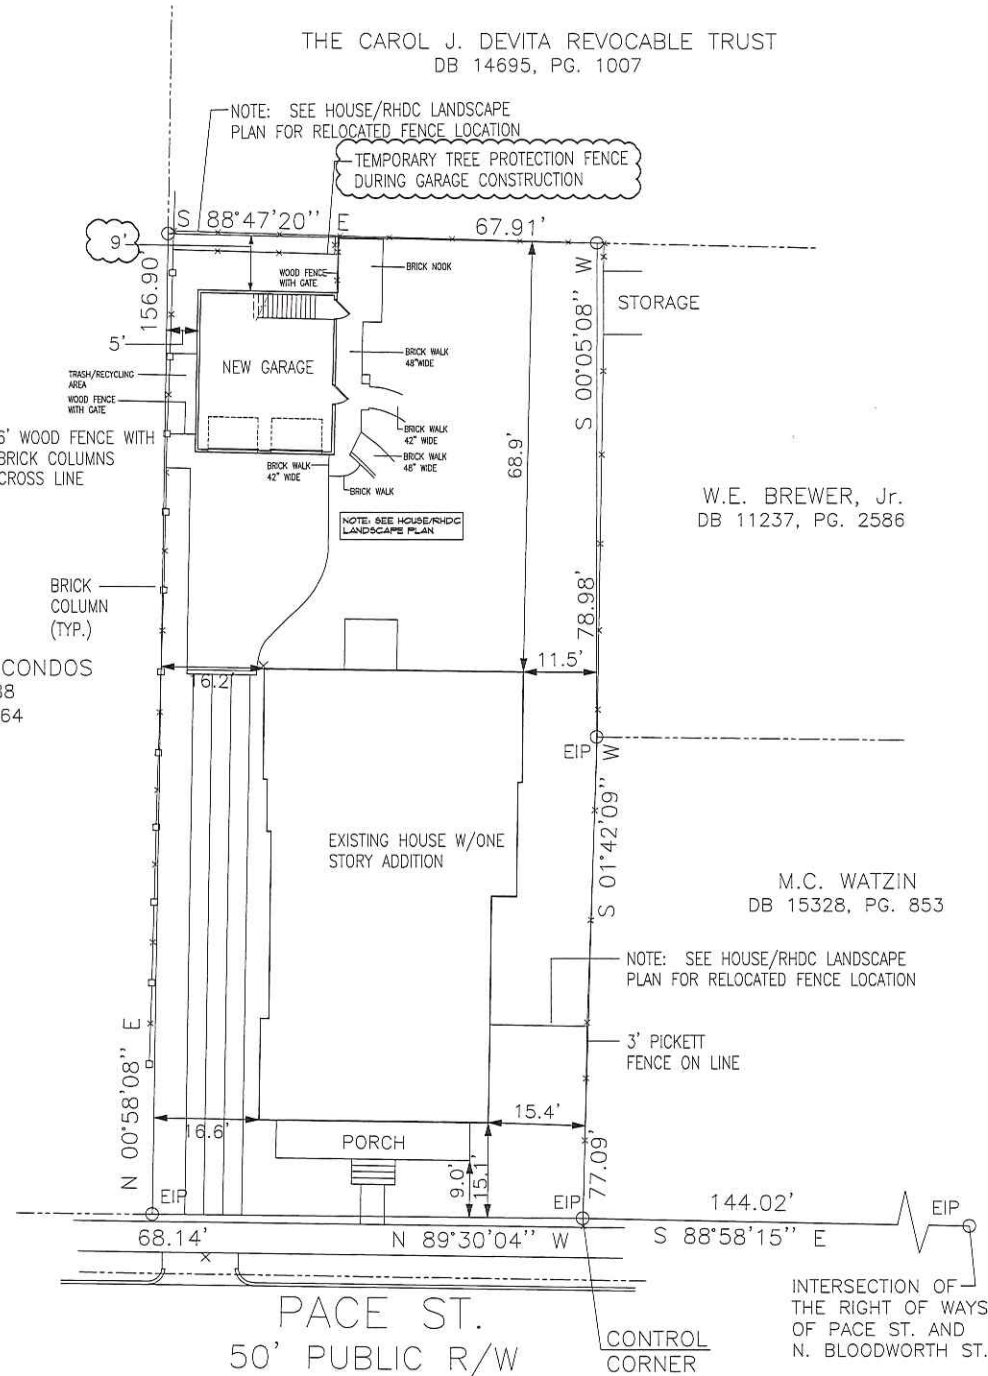 THE CAROL J. DEVITA REVOCABLE TRUST
DB 14695, PG. 1007
NOTE: SEE HOUSE/RHDC LANDSCAPE
PLAN FOR RELOCATED FENCE LOCATION
TEMPORARY TREE PROTECTION FENCE
DURING GARAGE CONSTRUCTION
S 88°47'20" E
67.91'
9'
156.90'
WOOD FENCE
WITH GATE
BRICK NOOK
S 00°05'08" W
STORAGE
5'
NEW GARAGE
BRICK WALK
48"WIDE
TRASH/RECYCLING
AREA
WOOD FENCE
WITH GATE
6' WOOD FENCE WITH
BRICK COLUMNS
CROSS LINE
BRICK WALK
42" WIDE
BRICK WALK
48" WIDE
BRICK WALK
42" WIDE
BRICK WALK
68.9'
W.E. BREWER, Jr.
DB 11237, PG. 2586
NOTE: SEE HOUSE/RHDC
LANDSCAPE PLAN
BRICK
COLUMN
(TYP.)
78.98'
CONDOS
64
16.2'
11.5'
EIP
S 01°42'09" W
EXISTING HOUSE W/ONE
STORY ADDITION
M.C. WATZIN
DB 15328, PG. 853
NOTE: SEE HOUSE/RHDC LANDSCAPE
PLAN FOR RELOCATED FENCE LOCATION
3' PICKETT
FENCE ON LINE
N 00°58'08" E
16.6'
PORCH
15.4'
9.0'
15.1'
77.09'
EIP
EIP
144.02'
EIP
68.14'
N 89°30'04" W
S 88°58'15" E
INTERSECTION OF
THE RIGHT OF WAYS
OF PACE ST. AND
N. BLOODWORTH ST.
PACE ST.
50' PUBLIC R/W
CONTROL
CORNER